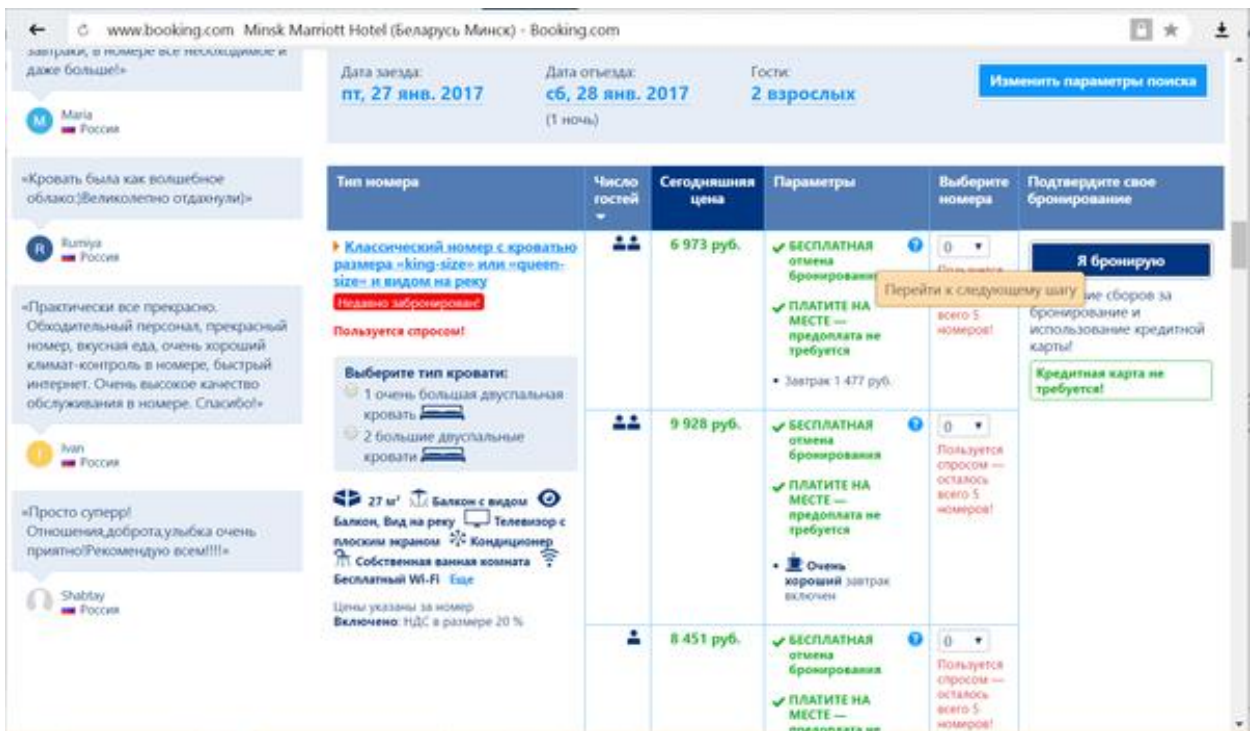 www.booking.com Minsk Marriott Hotel (Беларусь Минск) - Booking.com
завтраки, в номере все необходимое и
даже больше!»
M
Maria
Россия
«Кровать была как волшебное
облако:)Великолепно отдахнули)»
R
Rumiya
Россия
«Практически все прекрасно.
Обходительный персонал, прекрасный
номер, вкусная еда, очень хороший
климат-контроль в номере, быстрый
интернет. Очень высокое качество
обслуживания в номере. Спасибо!»
I
Ivan
Россия
«Просто суперр!
Отношения,доброта,улыбка очень
приятно!Рекомендую всем!!!!»
Shabtay
Россия
Дата заезда:
пт, 27 янв. 2017
Дата отъезда:
сб, 28 янв. 2017
(1 ночь)
Гости:
2 взрослых
Изменить параметры поиска
Тип номера
Число
гостей
Сегодняшняя
цена
Параметры
Выберите
номера
Подтвердите свое
бронирование
Классический номер с кроватью
размера «king-size» или «queen-
size» и видом на реку
Недавно забронирован!
Пользуется спросом!
Выберите тип кровати:
1 очень большая двуспальная
кровать
2 большие двуспальные
кровати
27 м² Балкон с видом
Балкон, Вид на реку Телевизор с
плоским экраном Кондиционер
Собственная ванная комната
Бесплатный Wi-Fi Еще
Цены указаны за номер
Включено: НДС в размере 20 %
6 973 руб.
БЕСПЛАТНАЯ
отмена
бронирования
ПЛАТИТЕ НА
МЕСТЕ —
предоплата не
требуется
• Завтрак 1 477 руб.
0
Пользуется
всего 5
номеров!
Я бронирую
Перейти к следующему шагу
сборов за
бронирование и
использование кредитной
карты!
Кредитная карта не
требуется!
9 928 руб.
БЕСПЛАТНАЯ
отмена
бронирования
ПЛАТИТЕ НА
МЕСТЕ —
предоплата не
требуется
• Очень
хороший завтрак
включен
0
Пользуется
спросом —
осталось
всего 5
номеров!
8 451 руб.
БЕСПЛАТНАЯ
отмена
бронирования
ПЛАТИТЕ НА
МЕСТЕ —
предоплата не
0
Пользуется
спросом —
осталось
всего 5
номеров!